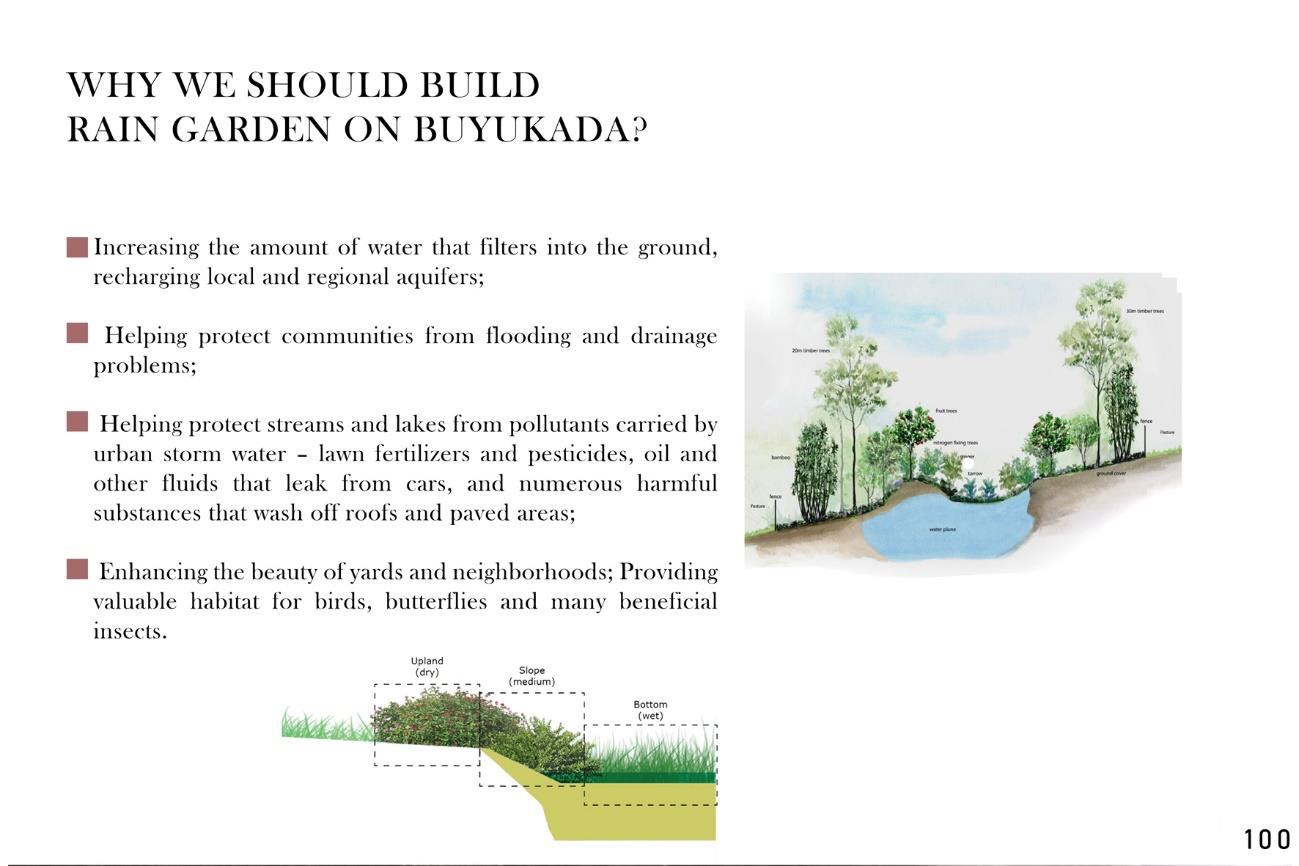 WHY WE SHOULD BUILD
RAIN GARDEN ON BUYUKADA?
Increasing the amount of water that filters into the ground,
recharging local and regional aquifers;
Helping protect communities from flooding and drainage
problems;
Helping protect streams and lakes from pollutants carried by
urban storm water – lawn fertilizers and pesticides, oil and
other fluids that leak from cars, and numerous harmful
substances that wash off roofs and paved areas;
Enhancing the beauty of yards and neighborhoods; Providing
valuable habitat for birds, butterflies and many beneficial
insects.
30m timber trees
20m timber trees
fruit trees
fence
Pasture
nitrogen fixing trees
bamboo
tarrow
ground cover
fence
Pasture
water plane
Upland
(dry)
Slope
(medium)
Bottom
(wet)
100